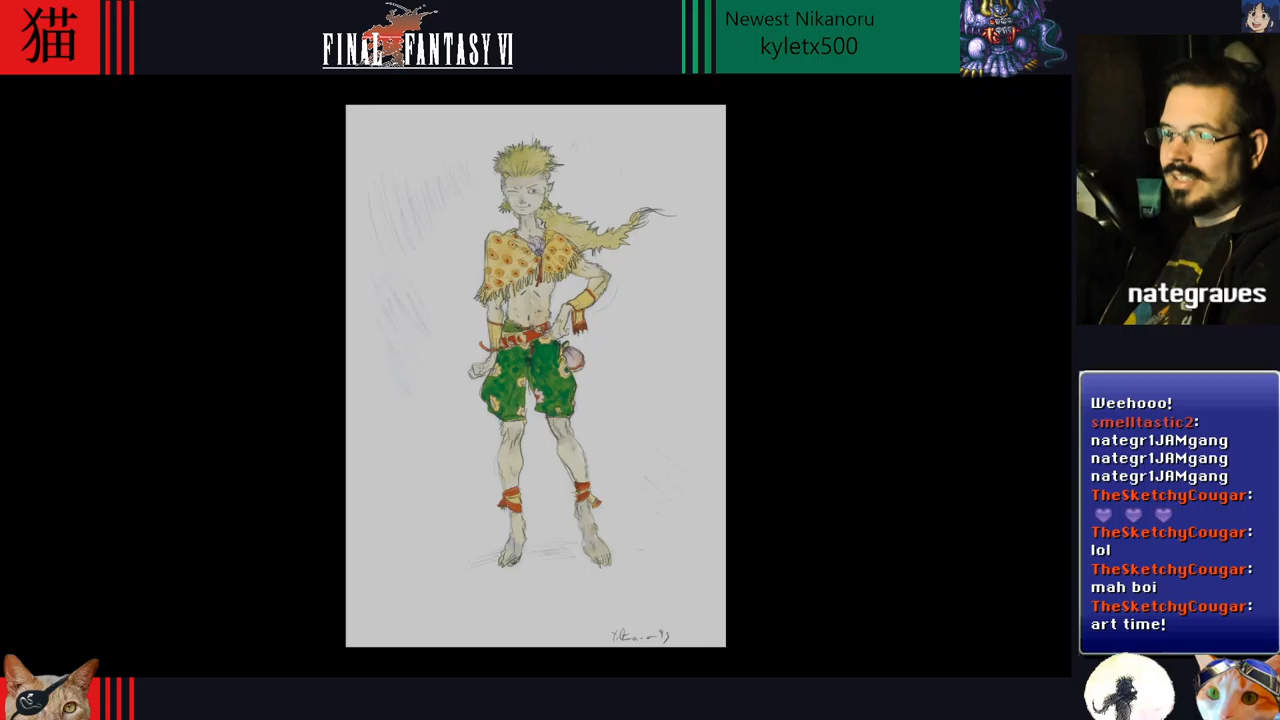 猫
FINAL FANTASY VI
Newest Nikanoru
kyletx500
nategraves
Weehooo!
smelltastic2:
nategr1JAMgang
nategr1JAMgang
nategr1JAMgang
TheSketchyCougar:
TheSketchyCougar:
lol
TheSketchyCougar:
mah boi
TheSketchyCougar:
art time!